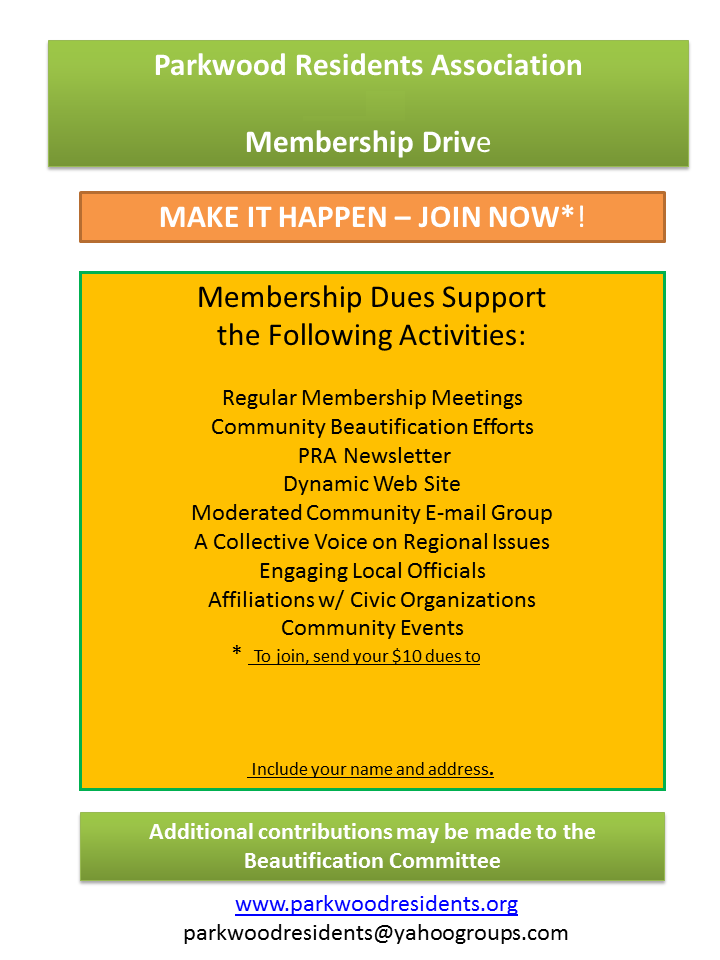 Parkwood Residents Association
Membership Drive
MAKE IT HAPPEN – JOIN NOW*!
Membership Dues Support
the Following Activities:
Regular Membership Meetings
Community Beautification Efforts
PRA Newsletter
Dynamic Web Site
Moderated Community E-mail Group
A Collective Voice on Regional Issues
Engaging Local Officials
Affiliations w/ Civic Organizations
Community Events
* To join, send your $10 dues to
Include your name and address.
Additional contributions may be made to the
Beautification Committee
www.parkwoodresidents.org
parkwoodresidents@yahoogroups.com